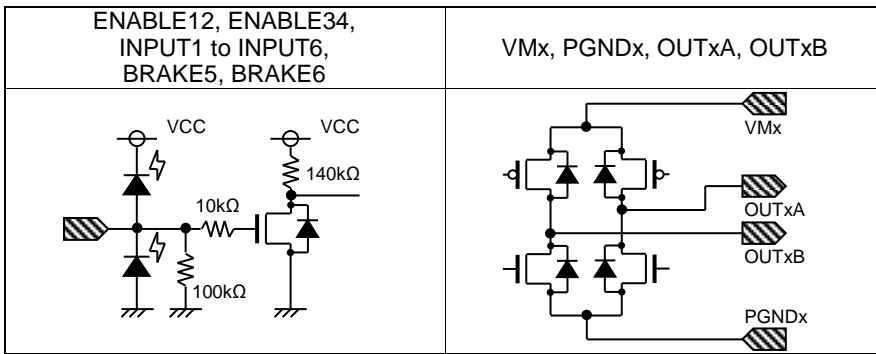 ENABLE12, ENABLE34,
INPUT1 to INPUT6,
BRAKE5, BRAKE6
VMx, PGNDx, OUTxA, OUTxB
VCC
VCC
140kΩ
10kΩ
100kΩ
VMx
OUTxA
OUTxB
PGNDx